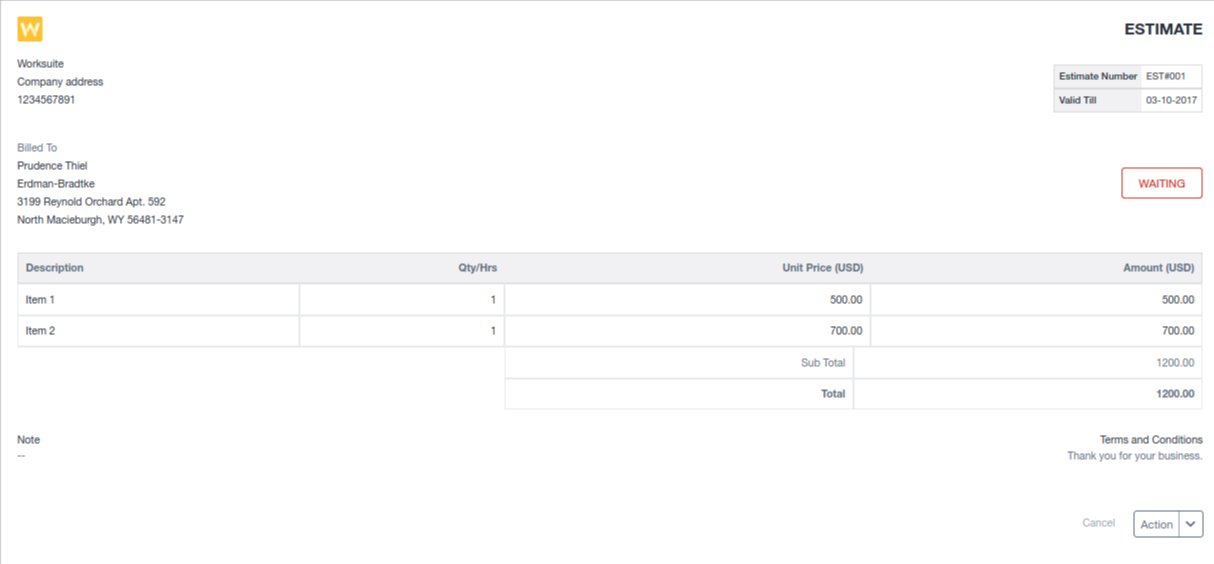 W
ESTIMATE
Worksuite
Company address
1234567891
Estimate Number EST#001
Valid Till 03-10-2017
Billed To
Prudence Thiel
Erdman-Bradtke
3199 Reynold Orchard Apt. 592
North Macieburgh, WY 56481-3147
WAITING
Description Qty/Hrs Unit Price (USD) Amount (USD)
Item 1 1 500.00 500.00
Item 2 1 700.00 700.00
Sub Total 1200.00
Total 1200.00
Note
--
Terms and Conditions
Thank you for your business.
Cancel Action